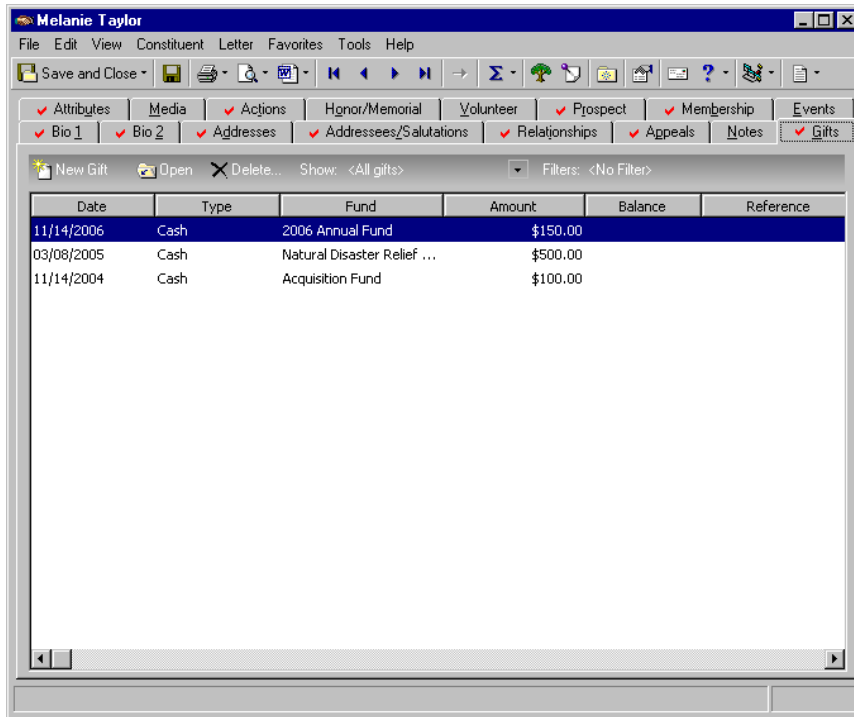 Melanie Taylor
File Edit View Constituent Letter Favorites Tools Help
Save and Close
Attributes Media Actions Honor/Memorial Volunteer Prospect Membership Events
Bio 1 Bio 2 Addresses Addressees/Salutations Relationships Appeals Notes Gifts
New Gift Open Delete... Show: <All gifts> Filters: <No Filter>
Date Type Fund Amount Balance Reference
11/14/2006 Cash 2006 Annual Fund $150.00
03/08/2005 Cash Natural Disaster Relief ... $500.00
11/14/2004 Cash Acquisition Fund $100.00